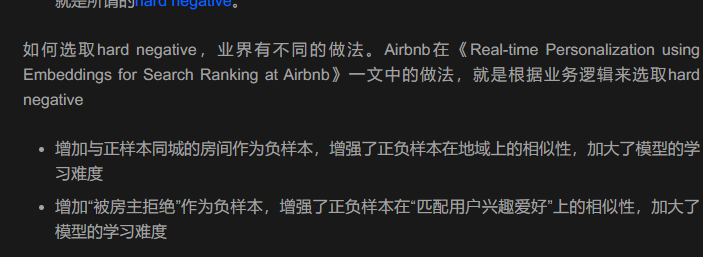 就是所谓的hard negative。
如何选取hard negative，业界有不同的做法。Airbnb在《Real-time Personalization using
Embeddings for Search Ranking at Airbnb》一文中的做法，就是根据业务逻辑来选取hard
negative
• 增加与正样本同城的房间作为负样本，增强了正负样本在地域上的相似性，加大了模型的学
习难度
• 增加“被房主拒绝”作为负样本，增强了正负样本在“匹配用户兴趣爱好”上的相似性，加大了
模型的学习难度